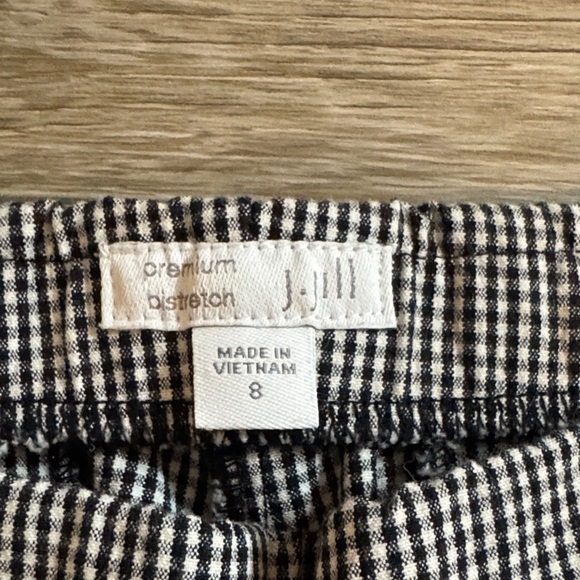 premium
bistretch
J.Jill
MADE IN
VIETNAM
8